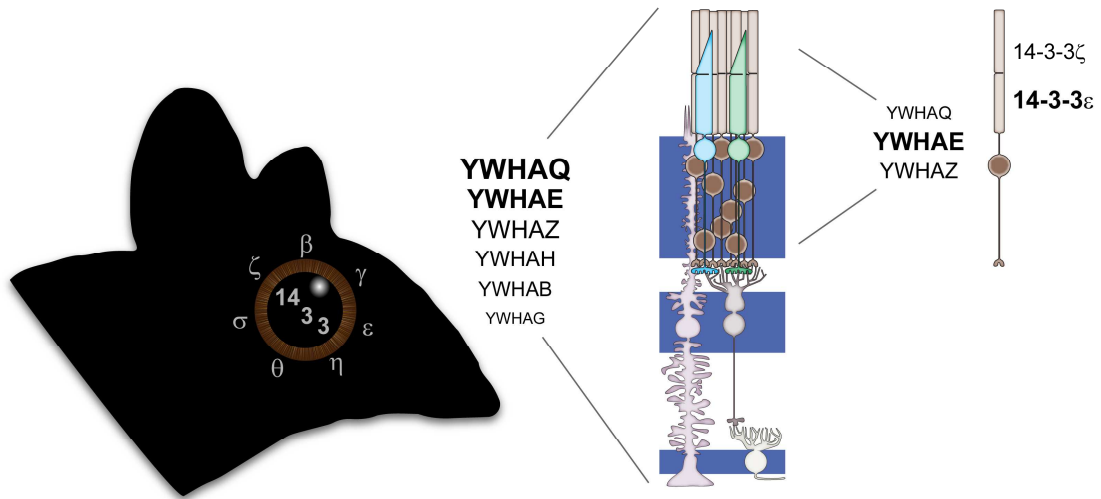 β
ζ
γ
14
3
3
σ
ε
θ
η
YWHAQ
YWHAE
YWHAZ
YWHAH
YWHAB
YWHAG
YWHAQ
YWHAE
YWHAZ
14-3-3ζ
14-3-3ε